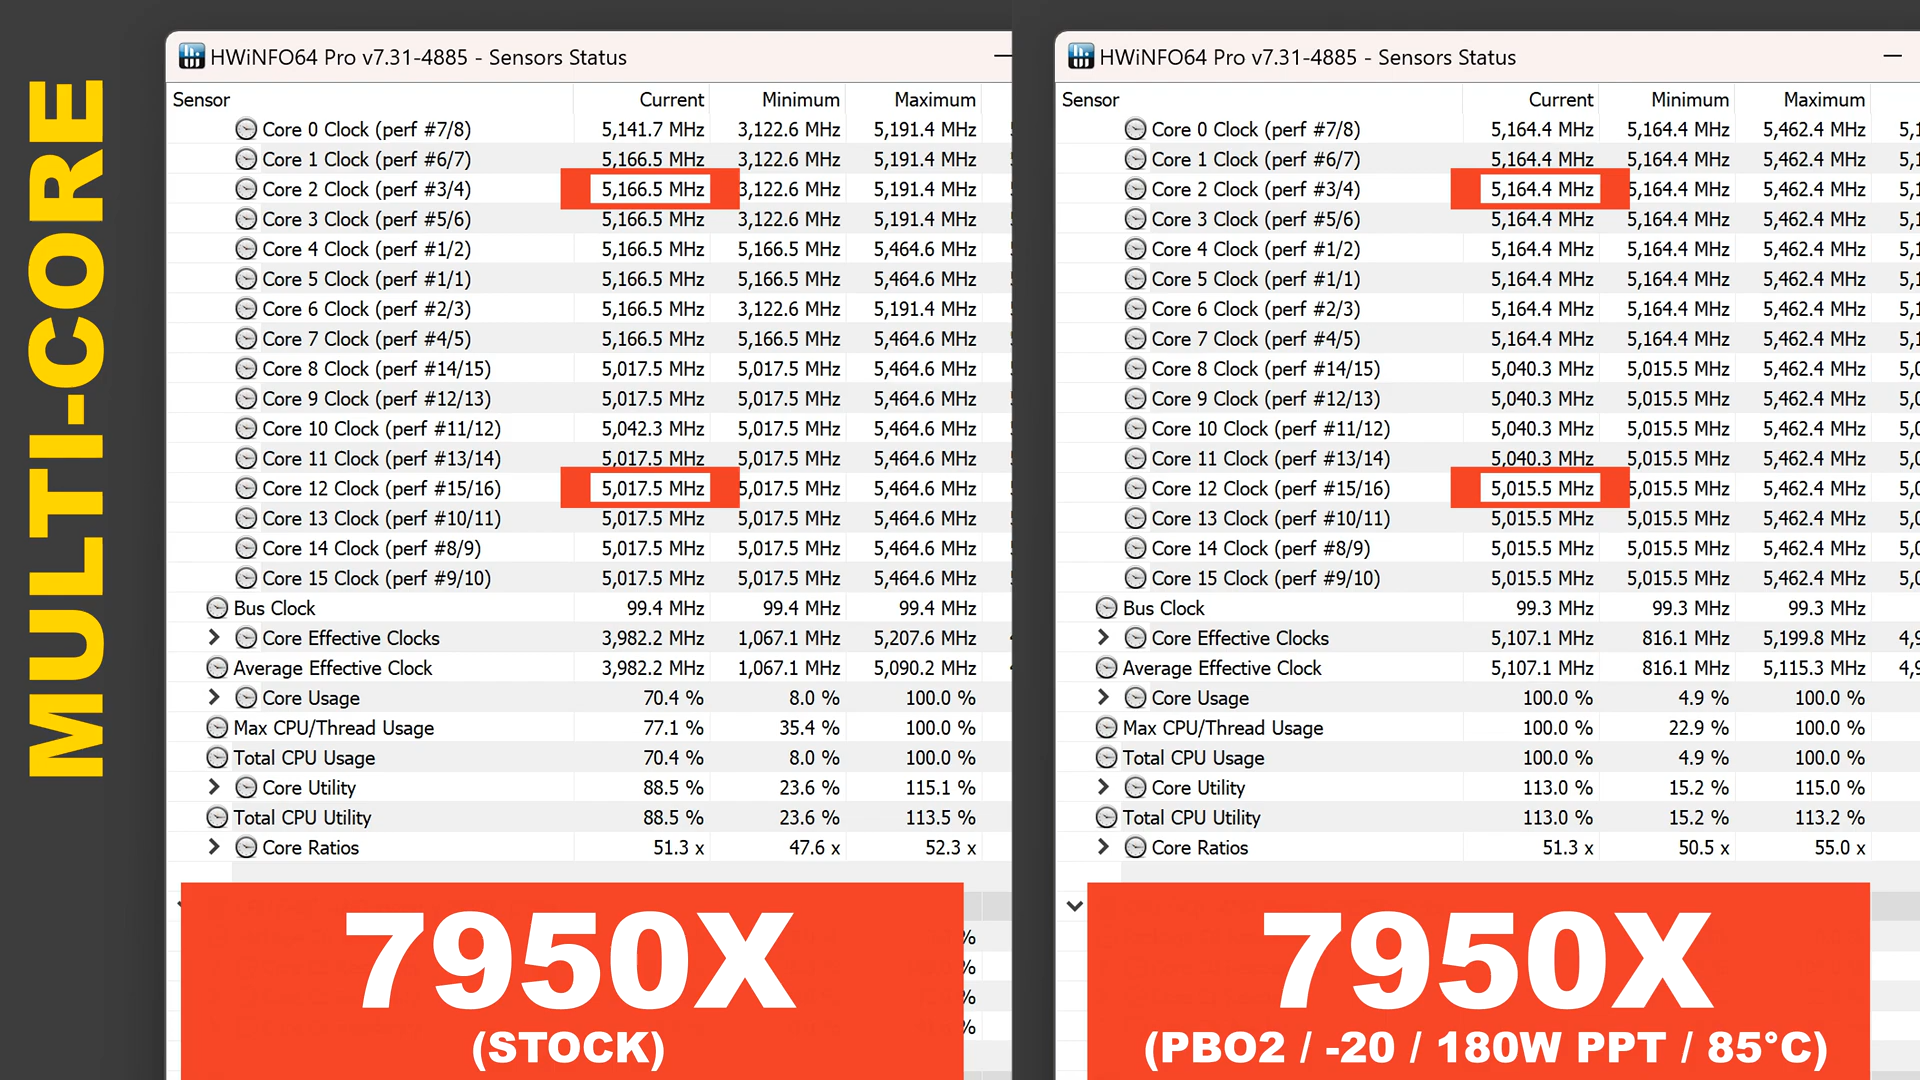 MULTI-CORE
HWiNFO64 Pro v7.31-4885 - Sensors Status
Sensor Current Minimum Maximum
Core 0 Clock (perf #7/8) 5,141.7 MHz 3,122.6 MHz 5,191.4 MHz
Core 1 Clock (perf #6/7) 5,166.5 MHz 3,122.6 MHz 5,191.4 MHz
Core 2 Clock (perf #3/4) 5,166.5 MHz 3,122.6 MHz 5,191.4 MHz
Core 3 Clock (perf #5/6) 5,166.5 MHz 3,122.6 MHz 5,191.4 MHz
Core 4 Clock (perf #1/2) 5,166.5 MHz 5,166.5 MHz 5,464.6 MHz
Core 5 Clock (perf #1/1) 5,166.5 MHz 5,166.5 MHz 5,464.6 MHz
Core 6 Clock (perf #2/3) 5,166.5 MHz 3,122.6 MHz 5,191.4 MHz
Core 7 Clock (perf #4/5) 5,166.5 MHz 5,166.5 MHz 5,464.6 MHz
Core 8 Clock (perf #14/15) 5,017.5 MHz 5,017.5 MHz 5,464.6 MHz
Core 9 Clock (perf #12/13) 5,017.5 MHz 5,017.5 MHz 5,464.6 MHz
Core 10 Clock (perf #11/12) 5,042.3 MHz 5,017.5 MHz 5,464.6 MHz
Core 11 Clock (perf #13/14) 5,017.5 MHz 5,017.5 MHz 5,464.6 MHz
Core 12 Clock (perf #15/16) 5,017.5 MHz 5,017.5 MHz 5,464.6 MHz
Core 13 Clock (perf #10/11) 5,017.5 MHz 5,017.5 MHz 5,464.6 MHz
Core 14 Clock (perf #8/9) 5,017.5 MHz 5,017.5 MHz 5,464.6 MHz
Core 15 Clock (perf #9/10) 5,017.5 MHz 5,017.5 MHz 5,464.6 MHz
Bus Clock 99.4 MHz 99.4 MHz 99.4 MHz
Core Effective Clocks 3,982.2 MHz 1,067.1 MHz 5,207.6 MHz
Average Effective Clock 3,982.2 MHz 1,067.1 MHz 5,090.2 MHz
Core Usage 70.4 % 8.0 % 100.0 %
Max CPU/Thread Usage 77.1 % 35.4 % 100.0 %
Total CPU Usage 70.4 % 8.0 % 100.0 %
Core Utility 88.5 % 23.6 % 115.1 %
Total CPU Utility 88.5 % 23.6 % 113.5 %
Core Ratios 51.3 x 47.6 x 52.3 x
%
%
%
%
7950X
(STOCK)
HWiNFO64 Pro v7.31-4885 - Sensors Status
Sensor Current Minimum Maximum
Core 0 Clock (perf #7/8) 5,164.4 MHz 5,164.4 MHz 5,462.4 MHz
Core 1 Clock (perf #6/7) 5,164.4 MHz 5,164.4 MHz 5,462.4 MHz
Core 2 Clock (perf #3/4) 5,164.4 MHz 5,164.4 MHz 5,462.4 MHz
Core 3 Clock (perf #5/6) 5,164.4 MHz 5,164.4 MHz 5,462.4 MHz
Core 4 Clock (perf #1/2) 5,164.4 MHz 5,164.4 MHz 5,462.4 MHz
Core 5 Clock (perf #1/1) 5,164.4 MHz 5,164.4 MHz 5,462.4 MHz
Core 6 Clock (perf #2/3) 5,164.4 MHz 5,164.4 MHz 5,462.4 MHz
Core 7 Clock (perf #4/5) 5,164.4 MHz 5,164.4 MHz 5,462.4 MHz
Core 8 Clock (perf #14/15) 5,040.3 MHz 5,015.5 MHz 5,462.4 MHz
Core 9 Clock (perf #12/13) 5,040.3 MHz 5,015.5 MHz 5,462.4 MHz
Core 10 Clock (perf #11/12) 5,040.3 MHz 5,015.5 MHz 5,462.4 MHz
Core 11 Clock (perf #13/14) 5,040.3 MHz 5,015.5 MHz 5,462.4 MHz
Core 12 Clock (perf #15/16) 5,015.5 MHz 5,015.5 MHz 5,462.4 MHz
Core 13 Clock (perf #10/11) 5,015.5 MHz 5,015.5 MHz 5,462.4 MHz
Core 14 Clock (perf #8/9) 5,015.5 MHz 5,015.5 MHz 5,462.4 MHz
Core 15 Clock (perf #9/10) 5,015.5 MHz 5,015.5 MHz 5,462.4 MHz
Bus Clock 99.3 MHz 99.3 MHz 99.3 MHz
Core Effective Clocks 5,107.1 MHz 816.1 MHz 5,199.8 MHz
Average Effective Clock 5,107.1 MHz 816.1 MHz 5,115.3 MHz
Core Usage 100.0 % 4.9 % 100.0 %
Max CPU/Thread Usage 100.0 % 22.9 % 100.0 %
Total CPU Usage 100.0 % 4.9 % 100.0 %
Core Utility 113.0 % 15.2 % 115.0 %
Total CPU Utility 113.0 % 15.2 % 113.2 %
Core Ratios 51.3 x 50.5 x 55.0 x
7950X
(PBO2 / -20 / 180W PPT / 85°C)